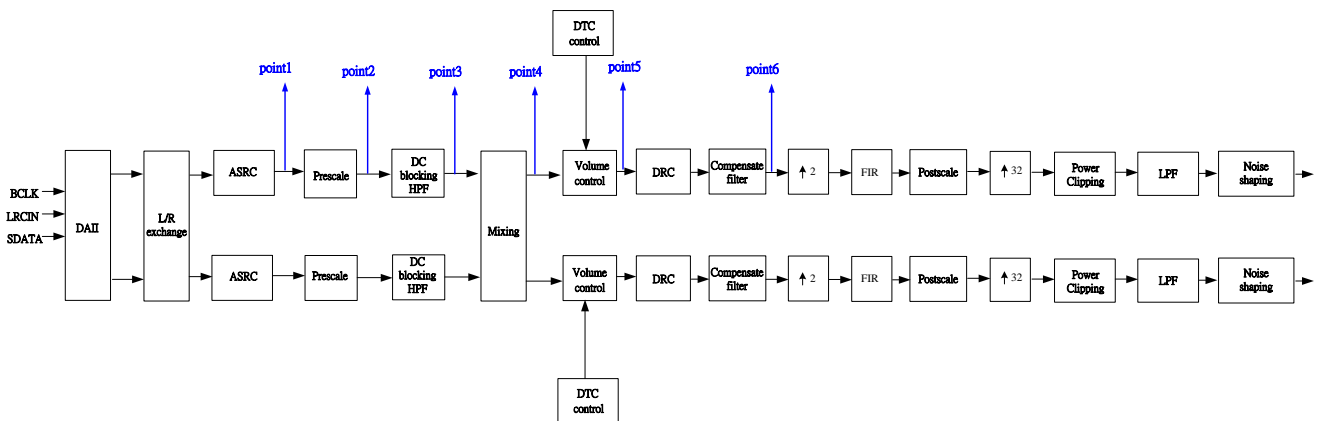 DTC
control
point1
point2
point3
point4
point5
point6
BCLK
LRCIN
SDATA
DAII
L/R
exchange
ASRC
Prescale
DC
blocking
HPF
Mixing
Volume
control
DRC
Compensate
filter
2
FIR
Postscale
32
Power
Clipping
LPF
Noise
shaping
ASRC
Prescale
DC
blocking
HPF
Volume
control
DRC
Compensate
filter
2
FIR
Postscale
32
Power
Clipping
LPF
Noise
shaping
DTC
control